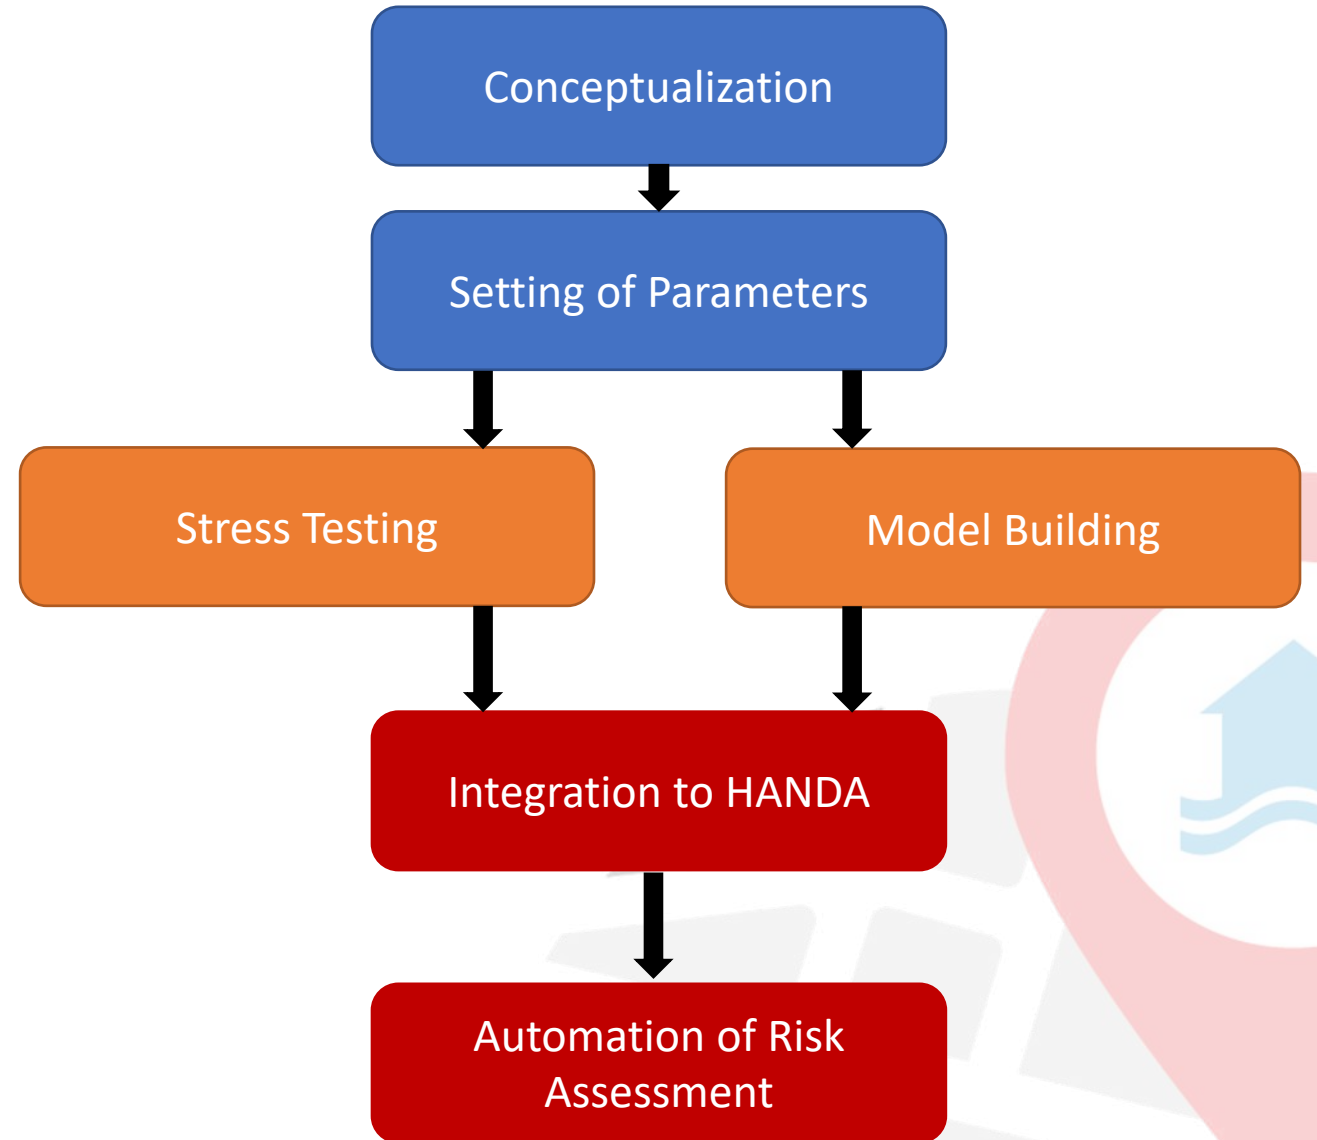 Conceptualization
Setting of Parameters
Stress Testing
Model Building
Integration to HANDA
Automation of Risk
Assessment